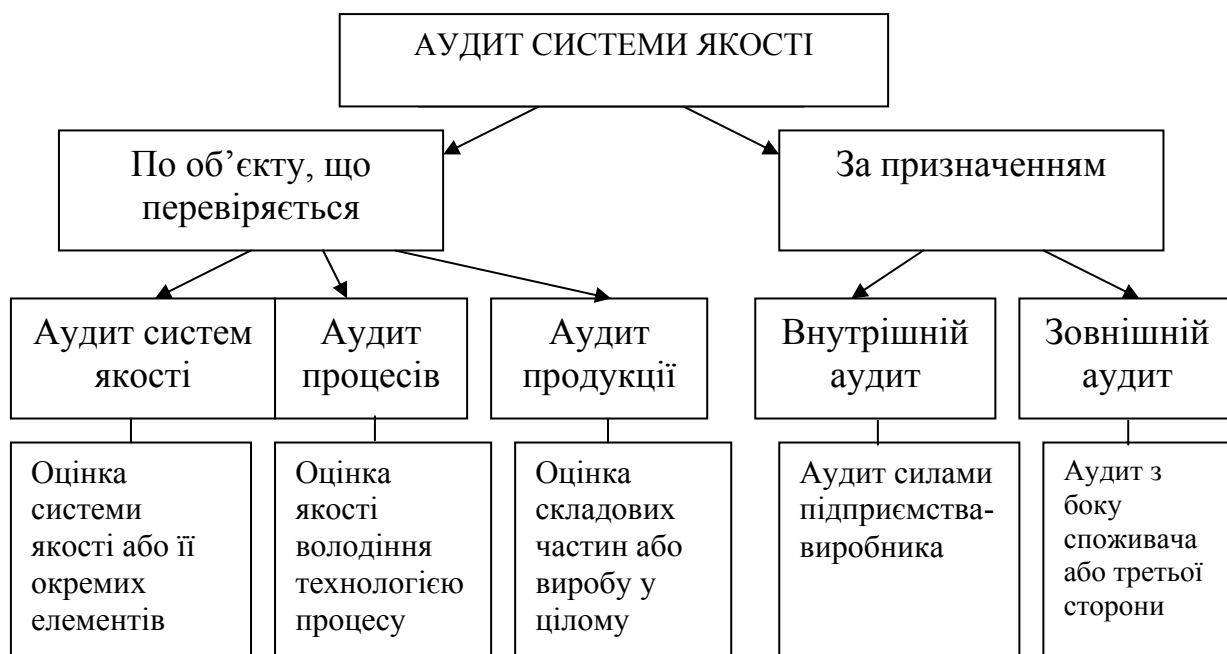 АУДИТ СИСТЕМИ ЯКОСТІ
По об’єкту, що
перевіряється
За призначенням
Аудит систем
якості
Аудит
процесів
Аудит
продукції
Внутрішній
аудит
Зовнішній
аудит
Оцінка
системи
якості або її
окремих
елементів
Оцінка
якості
володіння
технологією
процесу
Оцінка
складових
частин або
виробу у
цілому
Аудит силами
підприємства-
виробника
Аудит з
боку
споживача
або третьої
сторони